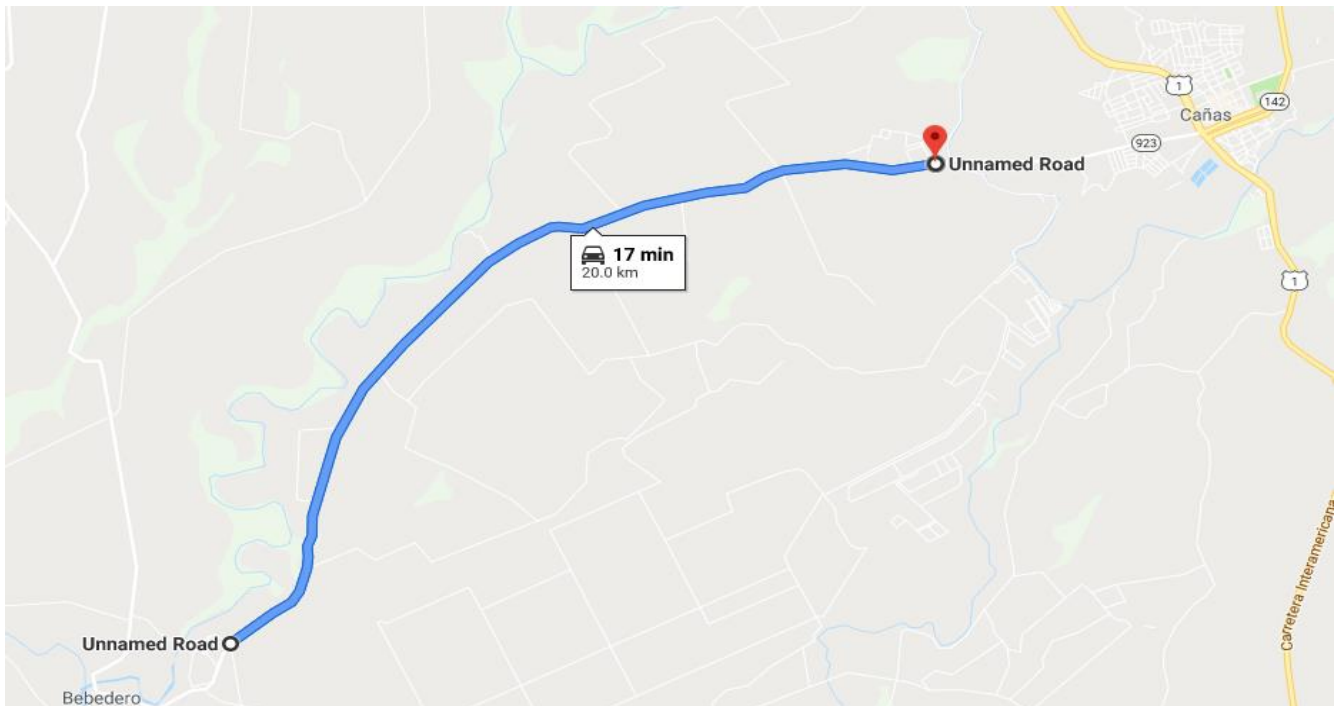 1
142
Cañas
923
Unnamed Road
17 min
20.0 km
1
Carretera Interamericana
Unnamed Road
Bebedero